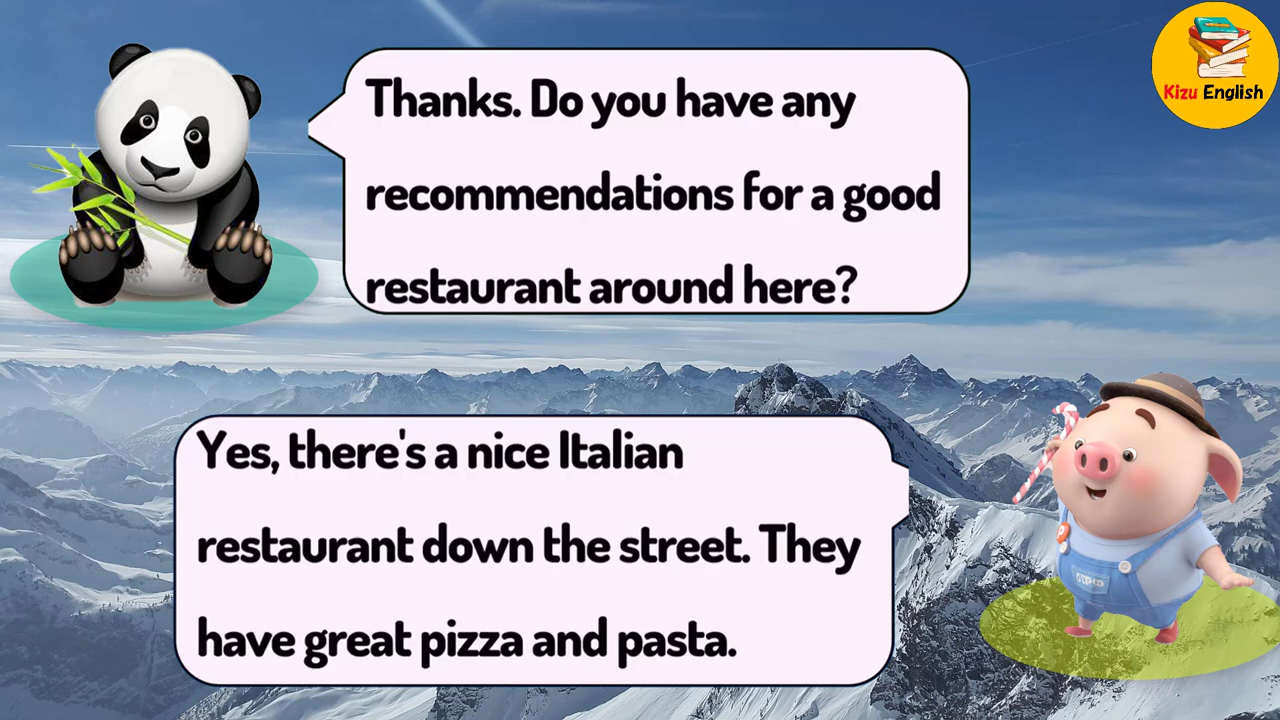 Kizu English
Thanks. Do you have any
recommendations for a good
restaurant around here?
Yes, there's a nice Italian
restaurant down the street. They
have great pizza and pasta.